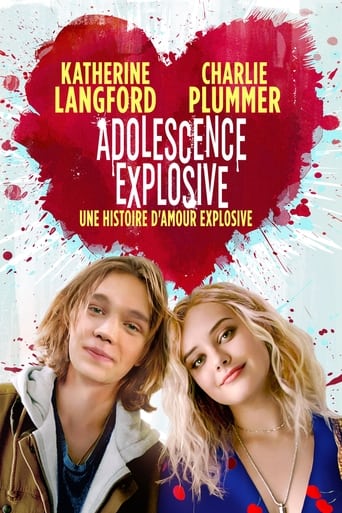 KATHERINE CHARLIE
LANGFORD PLUMMER
ADOLESCENCE
EXPLOSIVE
UNE HISTOIRE D'AMOUR EXPLOSIVE